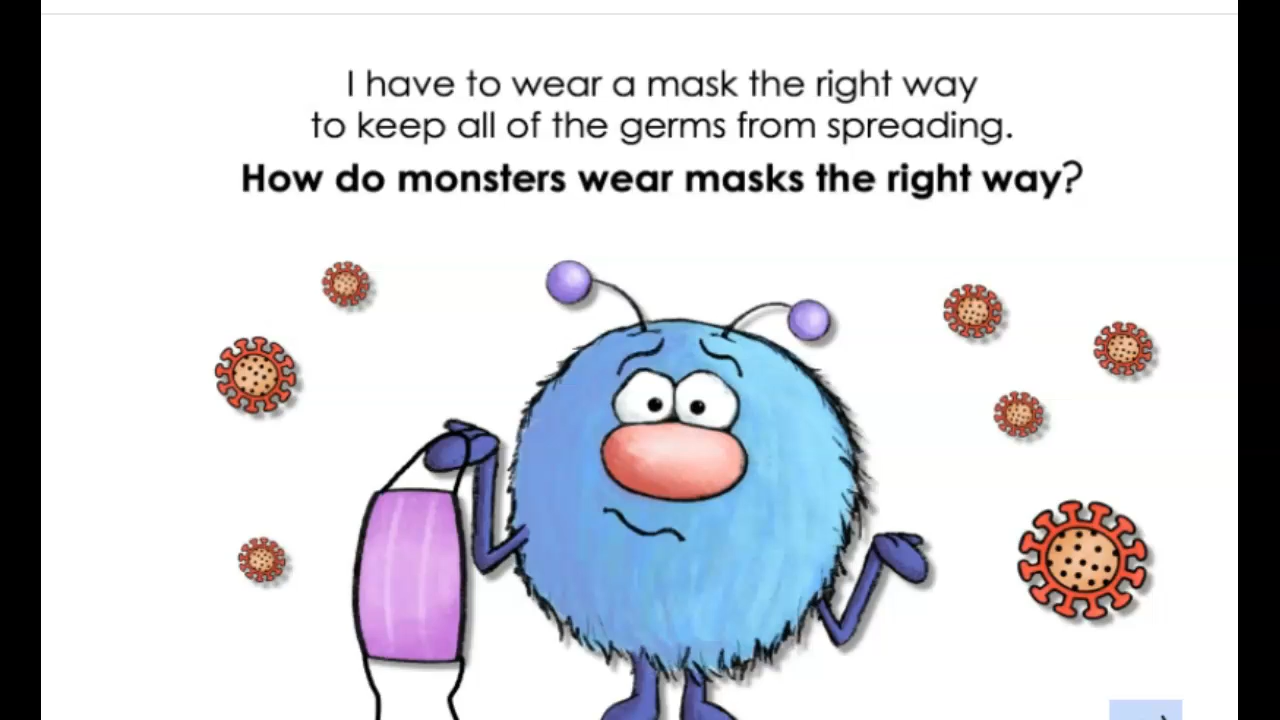 I have to wear a mask the right way
to keep all of the germs from spreading.
How do monsters wear masks the right way?